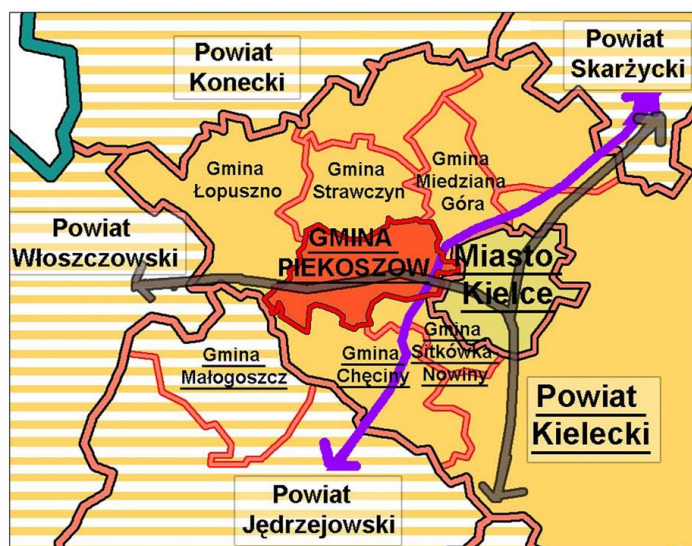 Powiat
Konecki
Powiat
Skarżycki
Gmina
Łopuszno
Gmina
Strawczyn
Gmina
Miedziana
Góra
Powiat
Włoszczowski
GMINA
PIEKOSZÓW
Miasto
Kielce
Gmina
Małogoszcz
Gmina
Chęciny
Gmina
Sitkówka
Nowiny
Powiat
Kielecki
Powiat
Jędrzejowski